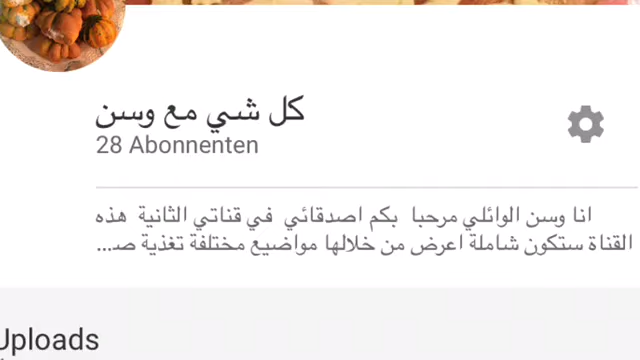 كل شي مع وسن
28 Abonnenten
انا وسن الوائلي مرحبا بكم اصدقائي في قناتي الثانية هذه
القناة ستكون شاملة اعرض من خلالها مواضيع مختلفة تغذية صـ...
Uploads